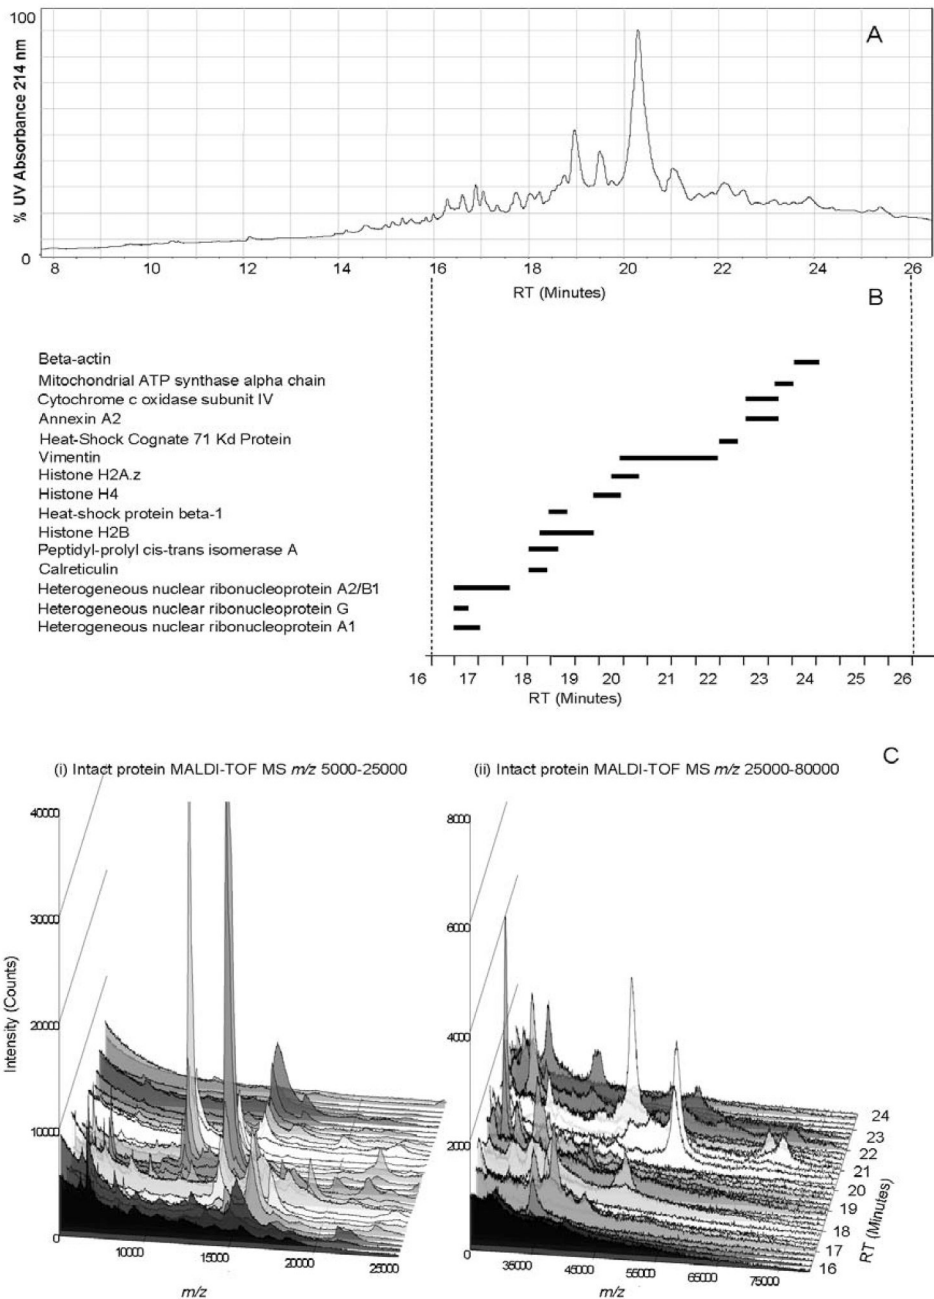 100
A
% UV Absorbance 214 nm
0
8 10 12 14 16 18 20 22 24 26
RT (Minutes)
B
Beta-actin
Mitochondrial ATP synthase alpha chain
Cytochrome c oxidase subunit IV
Annexin A2
Heat-Shock Cognate 71 Kd Protein
Vimentin
Histone H2A.z
Histone H4
Heat-shock protein beta-1
Histone H2B
Peptidyl-prolyl cis-trans isomerase A
Calreticulin
Heterogeneous nuclear ribonucleoprotein A2/B1
Heterogeneous nuclear ribonucleoprotein G
Heterogeneous nuclear ribonucleoprotein A1
16 17 18 19 20 21 22 23 24 25 26
RT (Minutes)
C
(i) Intact protein MALDI-TOF MS m/z 5000-25000
(ii) Intact protein MALDI-TOF MS m/z 25000-80000
40000
30000
20000
10000
0
Intensity (Counts)
10000 15000 20000 25000
m/z
8000
6000
4000
2000
0
35000 45000 55000 65000 75000
m/z
24
23
22
21
20
19
18
17
16
RT (Minutes)